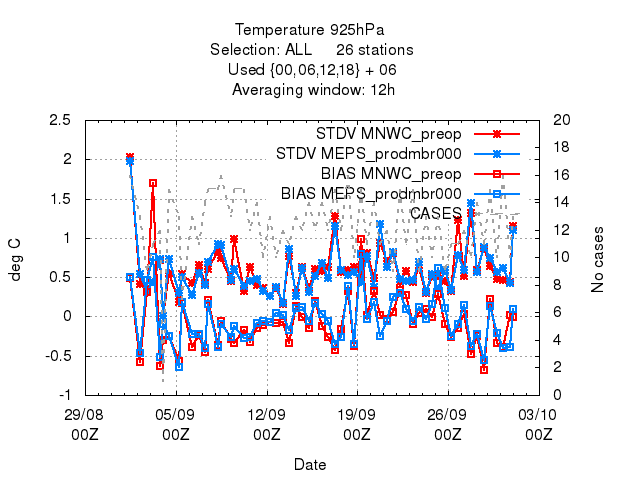 Temperature 925hPa
Selection: ALL 26 stations
Used {00,06,12,18} + 06
Averaging window: 12h
STDV MNWC_preop
STDV MEPS_prodmbr000
BIAS MNWC_preop
BIAS MEPS_prodmbr000
CASES
deg C
2.5
2
1.5
1
0.5
0
-0.5
-1
No cases
20
18
16
14
12
10
8
6
4
2
0
29/08 05/09 12/09 19/09 26/09 03/10
00Z 00Z 00Z 00Z 00Z 00Z
Date